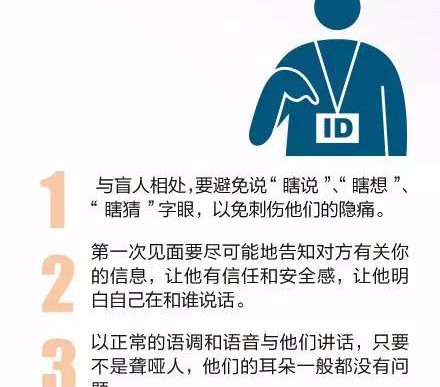 ID
1
与盲人相处,要避免说“瞎说”、“瞎想”、
“瞎猜”字眼，以免刺伤他们的隐痛。
2
第一次见面要尽可能地告知对方有关你
的信息，让他有信任和安全感，让他明
白自己在和谁说话。
3
以正常的语调和语音与他们讲话，只要
不是聋哑人，他们的耳朵一般都没有问